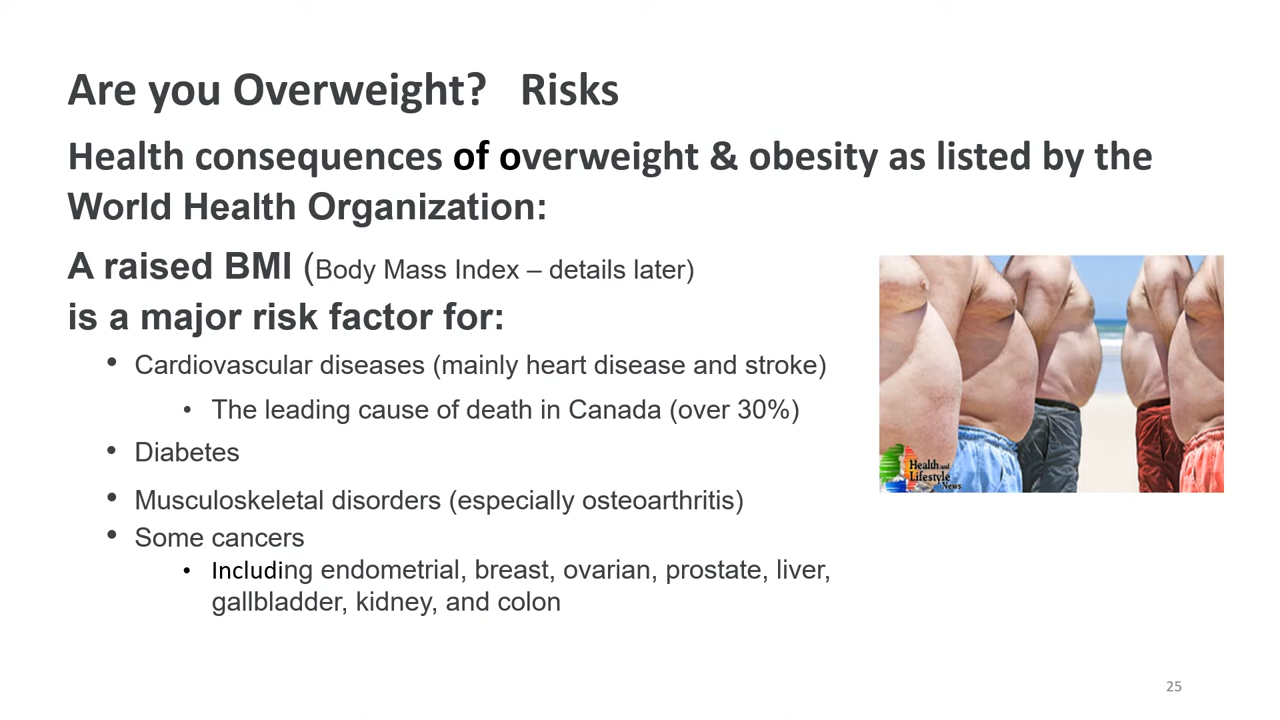 Are you Overweight?   Risks
Health consequences of overweight & obesity as listed by the
World Health Organization:
A raised BMI (Body Mass Index – details later)
is a major risk factor for:
• Cardiovascular diseases (mainly heart disease and stroke)
• The leading cause of death in Canada (over 30%)
• Diabetes
• Musculoskeletal disorders (especially osteoarthritis)
• Some cancers
• Including endometrial, breast, ovarian, prostate, liver,
gallbladder, kidney, and colon
Health and
Lifestyle
News
25